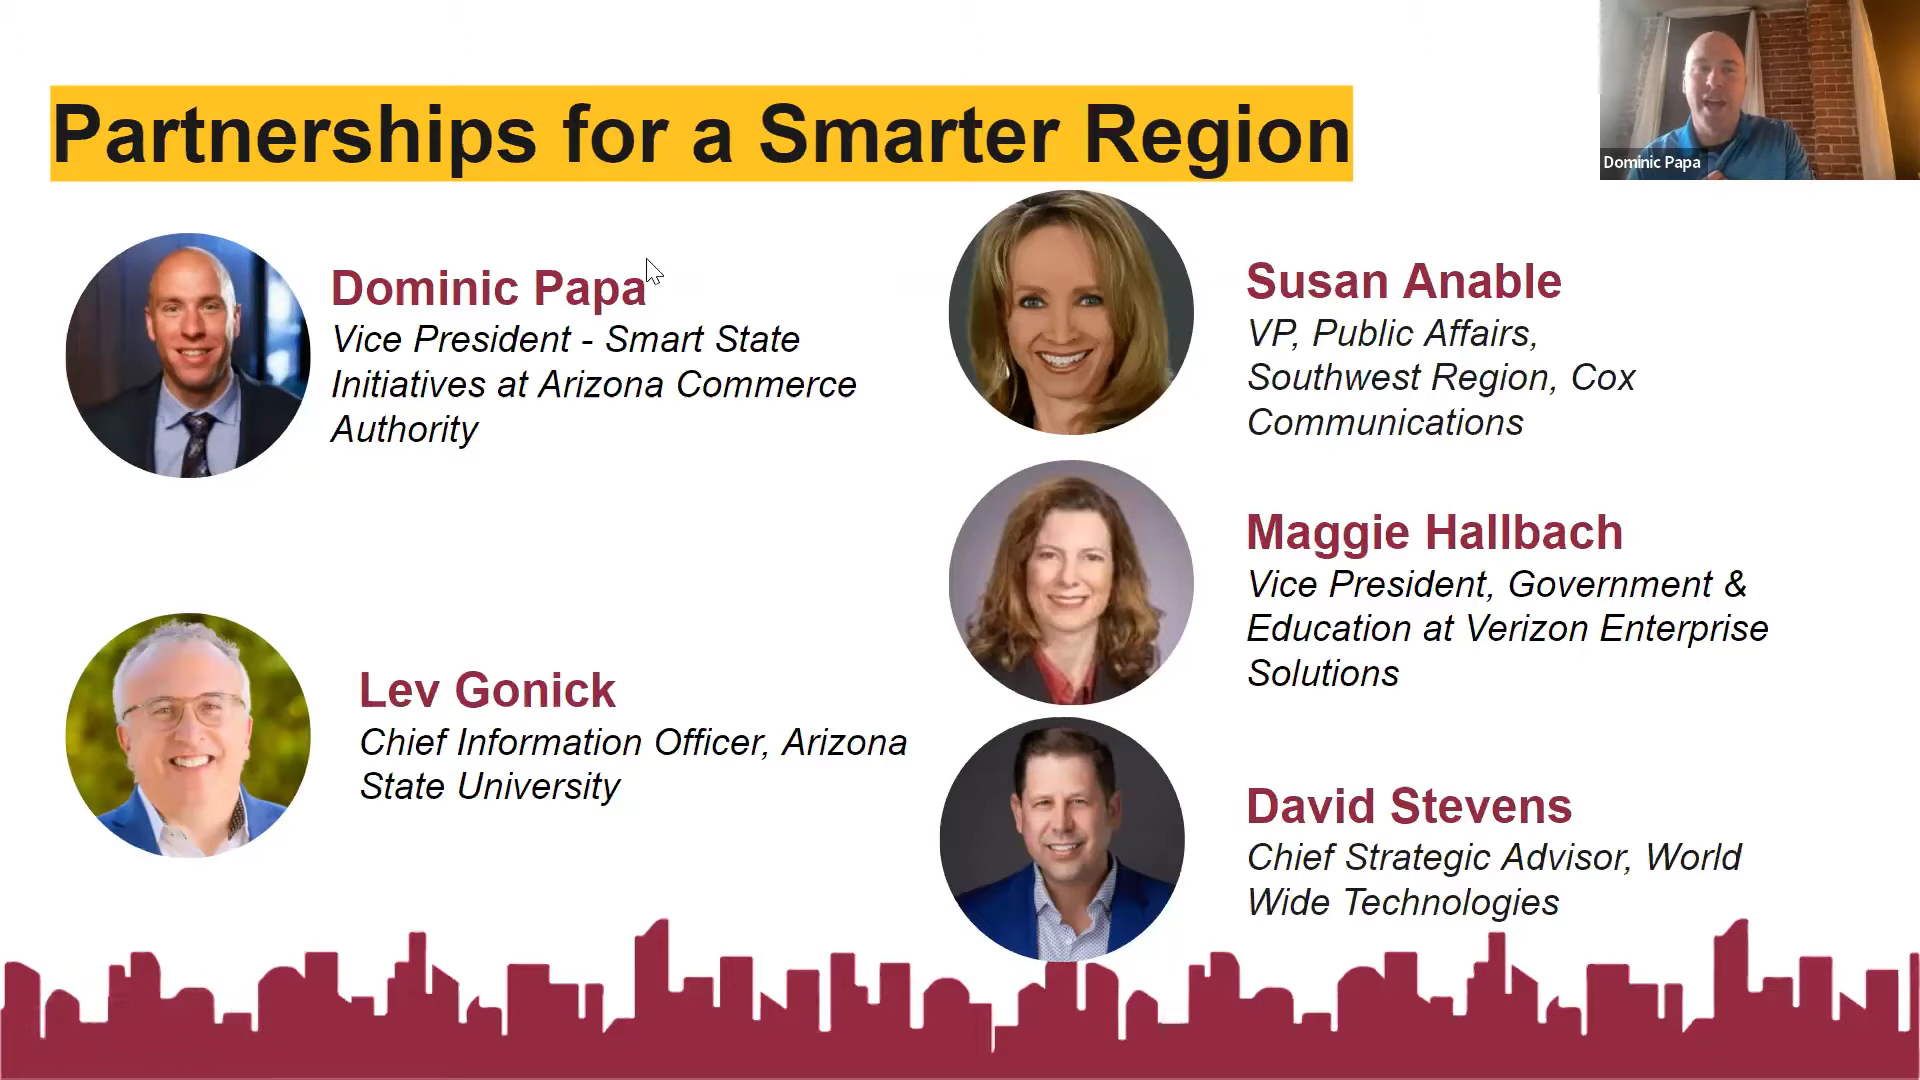 Partnerships for a Smarter Region
Dominic Papa
Dominic Papa
Vice President - Smart State
Initiatives at Arizona Commerce
Authority
Lev Gonick
Chief Information Officer, Arizona
State University
Susan Anable
VP, Public Affairs,
Southwest Region, Cox
Communications
Maggie Hallbach
Vice President, Government &
Education at Verizon Enterprise
Solutions
David Stevens
Chief Strategic Advisor, World
Wide Technologies